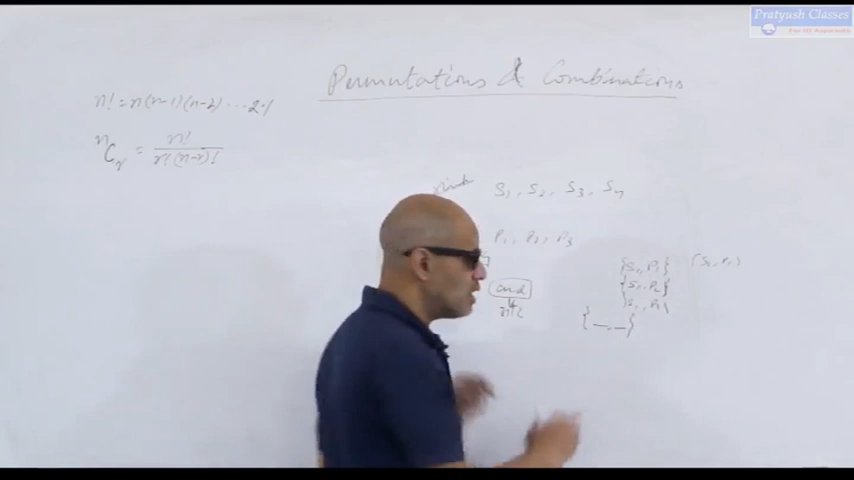 Pratyush Classes
Permutations & Combinations
n! = n(n-1)(n-2) ... 2·1
nCr = n! / r!(n-r)!
S1, S2, S3, S4
P1, P2, P3
and
{S1, P1} {S2, P1}
{S1, P2}
{ _, _ }